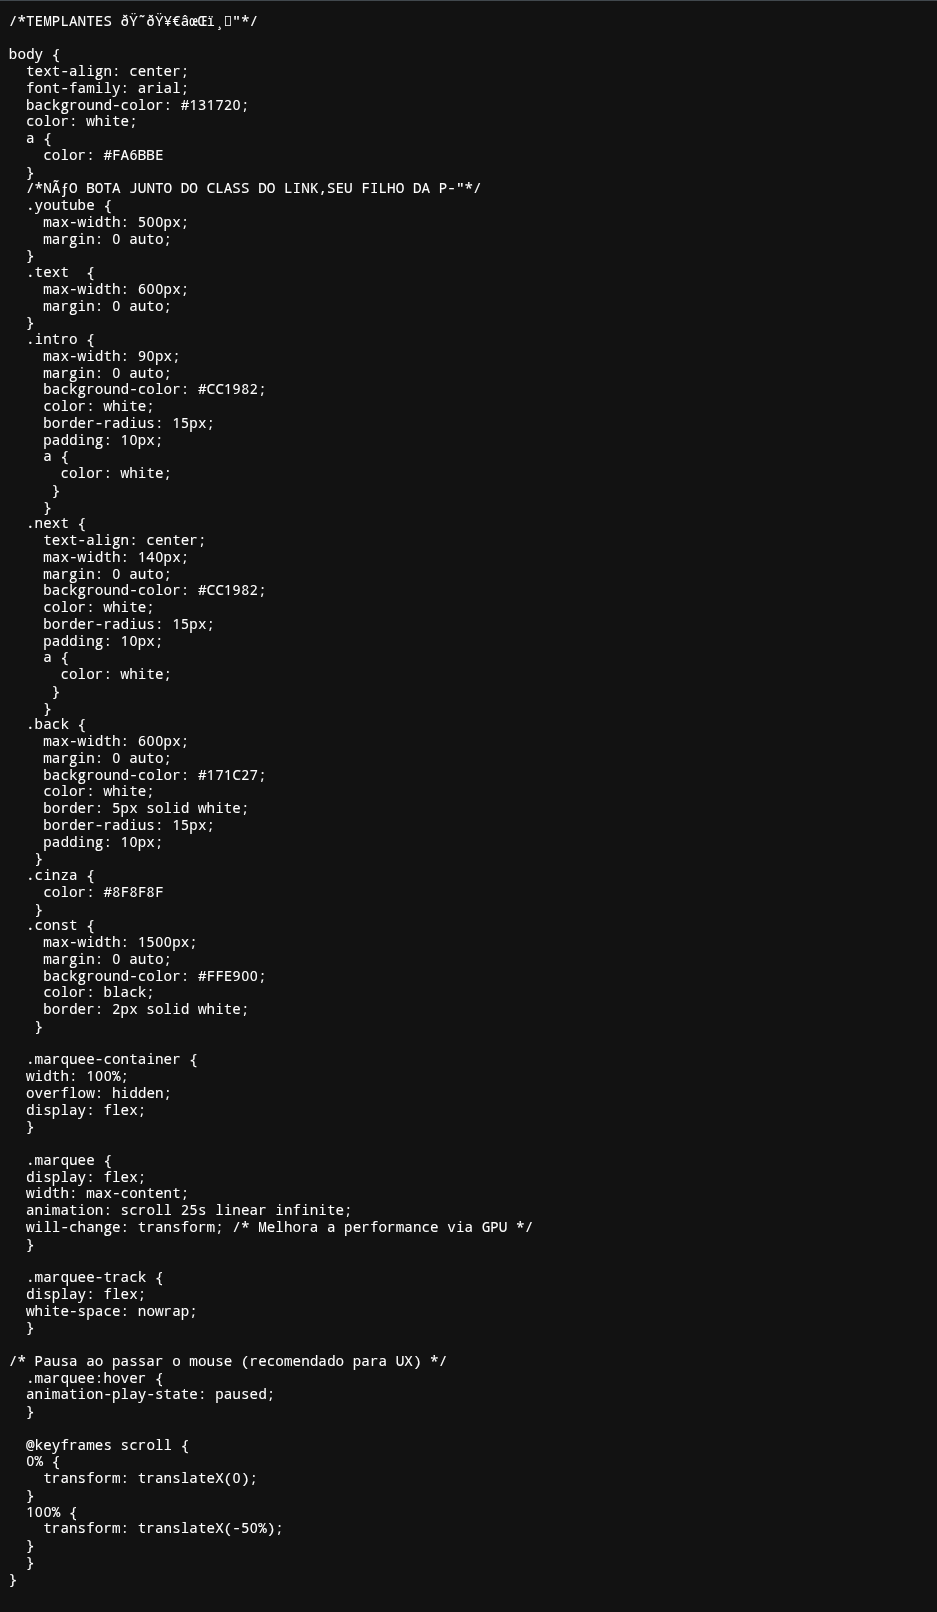 /*TEMPLANTES ðŸ˜ðŸ¥€âœŒï¸"*/
body {
text-align: center;
font-family: arial;
background-color: #131720;
color: white;
a {
color: #FA6BBE
}
/*NÃƒO BOTA JUNTO DO CLASS DO LINK,SEU FILHO DA P-"*/
.youtube {
max-width: 500px;
margin: 0 auto;
}
.text  {
max-width: 600px;
margin: 0 auto;
}
.intro {
max-width: 90px;
margin: 0 auto;
background-color: #CC1982;
color: white;
border-radius: 15px;
padding: 10px;
a {
color: white;
}
}
.next {
text-align: center;
max-width: 140px;
margin: 0 auto;
background-color: #CC1982;
color: white;
border-radius: 15px;
padding: 10px;
a {
color: white;
}
}
.back {
max-width: 600px;
margin: 0 auto;
background-color: #171C27;
color: white;
border: 5px solid white;
border-radius: 15px;
padding: 10px;
}
.cinza {
color: #8F8F8F
}
.const {
max-width: 1500px;
margin: 0 auto;
background-color: #FFE900;
color: black;
border: 2px solid white;
}
.marquee-container {
width: 100%;
overflow: hidden;
display: flex;
}
.marquee {
display: flex;
width: max-content;
animation: scroll 25s linear infinite;
will-change: transform; /* Melhora a performance via GPU */
}
.marquee-track {
display: flex;
white-space: nowrap;
}
/* Pausa ao passar o mouse (recomendado para UX) */
.marquee:hover {
animation-play-state: paused;
}
@keyframes scroll {
0% {
transform: translateX(0);
}
100% {
transform: translateX(-50%);
}
}
}